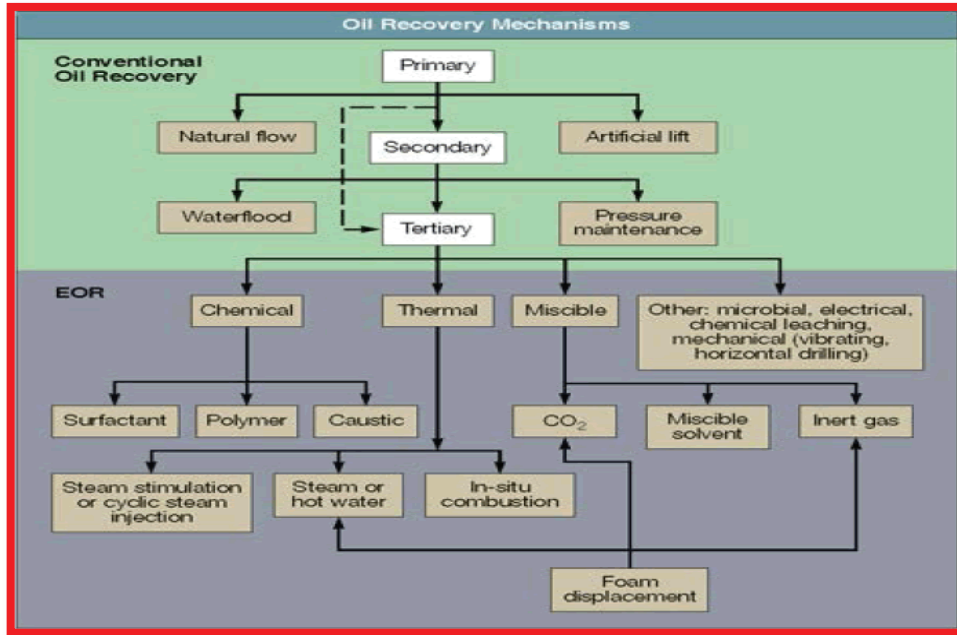 Oil Recovery Mechanisms
Conventional
Oil Recovery
Primary
Natural flow
Secondary
Artificial lift
Waterflood
Tertiary
Pressure
maintenance
EOR
Chemical
Thermal
Miscible
Other: microbial, electrical,
chemical leaching,
mechanical (vibrating,
horizontal drilling)
Surfactant
Polymer
Caustic
CO₂
Miscible
solvent
Inert gas
Steam stimulation
or cyclic steam
injection
Steam or
hot water
In-situ
combustion
Foam
displacement